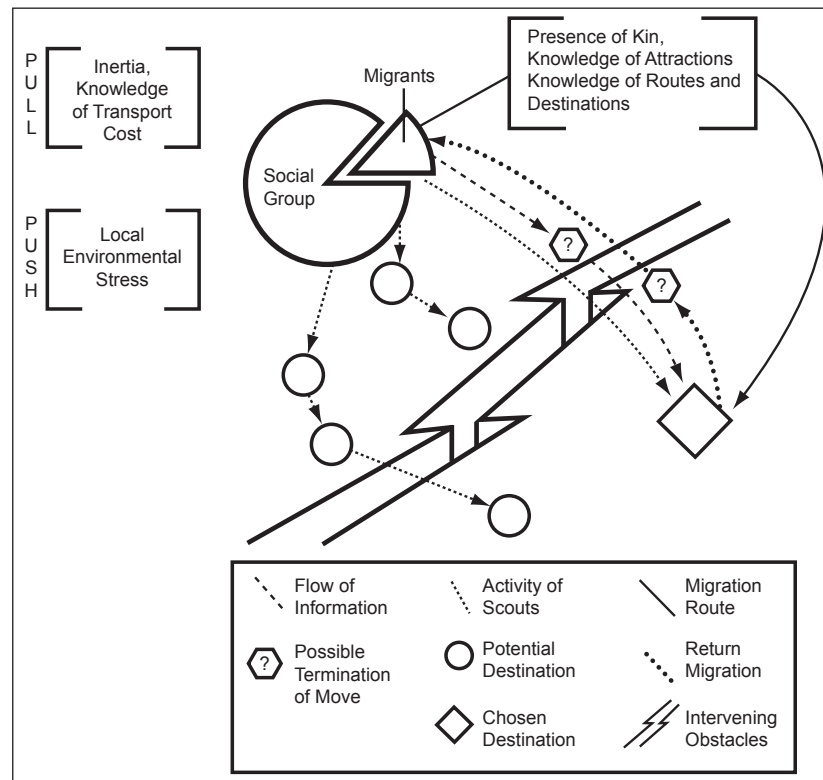 PULL
Inertia,
Knowledge
of Transport
Cost
Migrants
Presence of Kin,
Knowledge of Attractions
Knowledge of Routes and
Destinations
Social
Group
PUSH
Local
Environmental
Stress
?
?
Flow of
Information
Activity of
Scouts
Migration
Route
?
Possible
Termination
of Move
Potential
Destination
Return
Migration
Chosen
Destination
Intervening
Obstacles